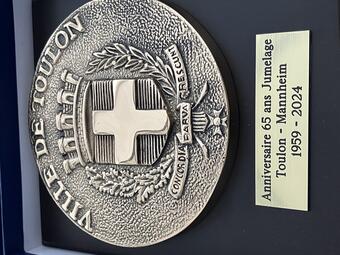 VILLE DE TOULON
CONCORDIA PARVA CRESCUNT
Anniversaire 65 ans Jumelage
Toulon - Mannheim
1959 - 2024